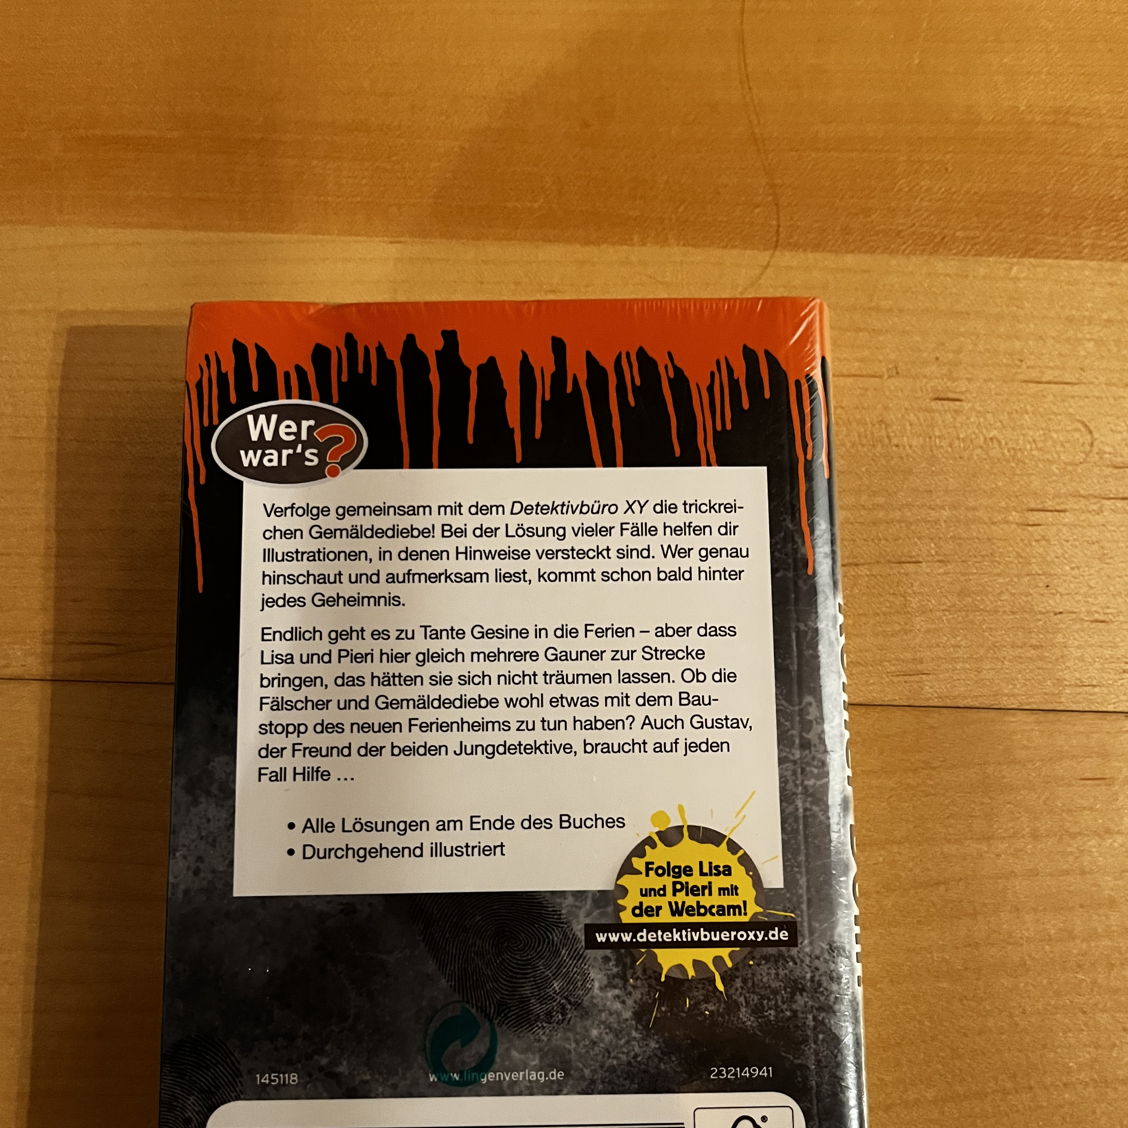 Wer
war's?
Verfolge gemeinsam mit dem Detektivbüro XY die trickrei-
chen Gemäldediebe! Bei der Lösung vieler Fälle helfen dir
Illustrationen, in denen Hinweise versteckt sind. Wer genau
hinschaut und aufmerksam liest, kommt schon bald hinter
jedes Geheimnis.
Endlich geht es zu Tante Gesine in die Ferien – aber dass
Lisa und Pieri hier gleich mehrere Gauner zur Strecke
bringen, das hätten sie sich nicht träumen lassen. Ob die
Fälscher und Gemäldediebe wohl etwas mit dem Bau-
stopp des neuen Ferienheims zu tun haben? Auch Gustav,
der Freund der beiden Jungdetektive, braucht auf jeden
Fall Hilfe ...
• Alle Lösungen am Ende des Buches
• Durchgehend illustriert
Folge Lisa
und Pieri mit
der Webcam!
www.detektivbueroxy.de
145118
www.lingenverlag.de
23214941